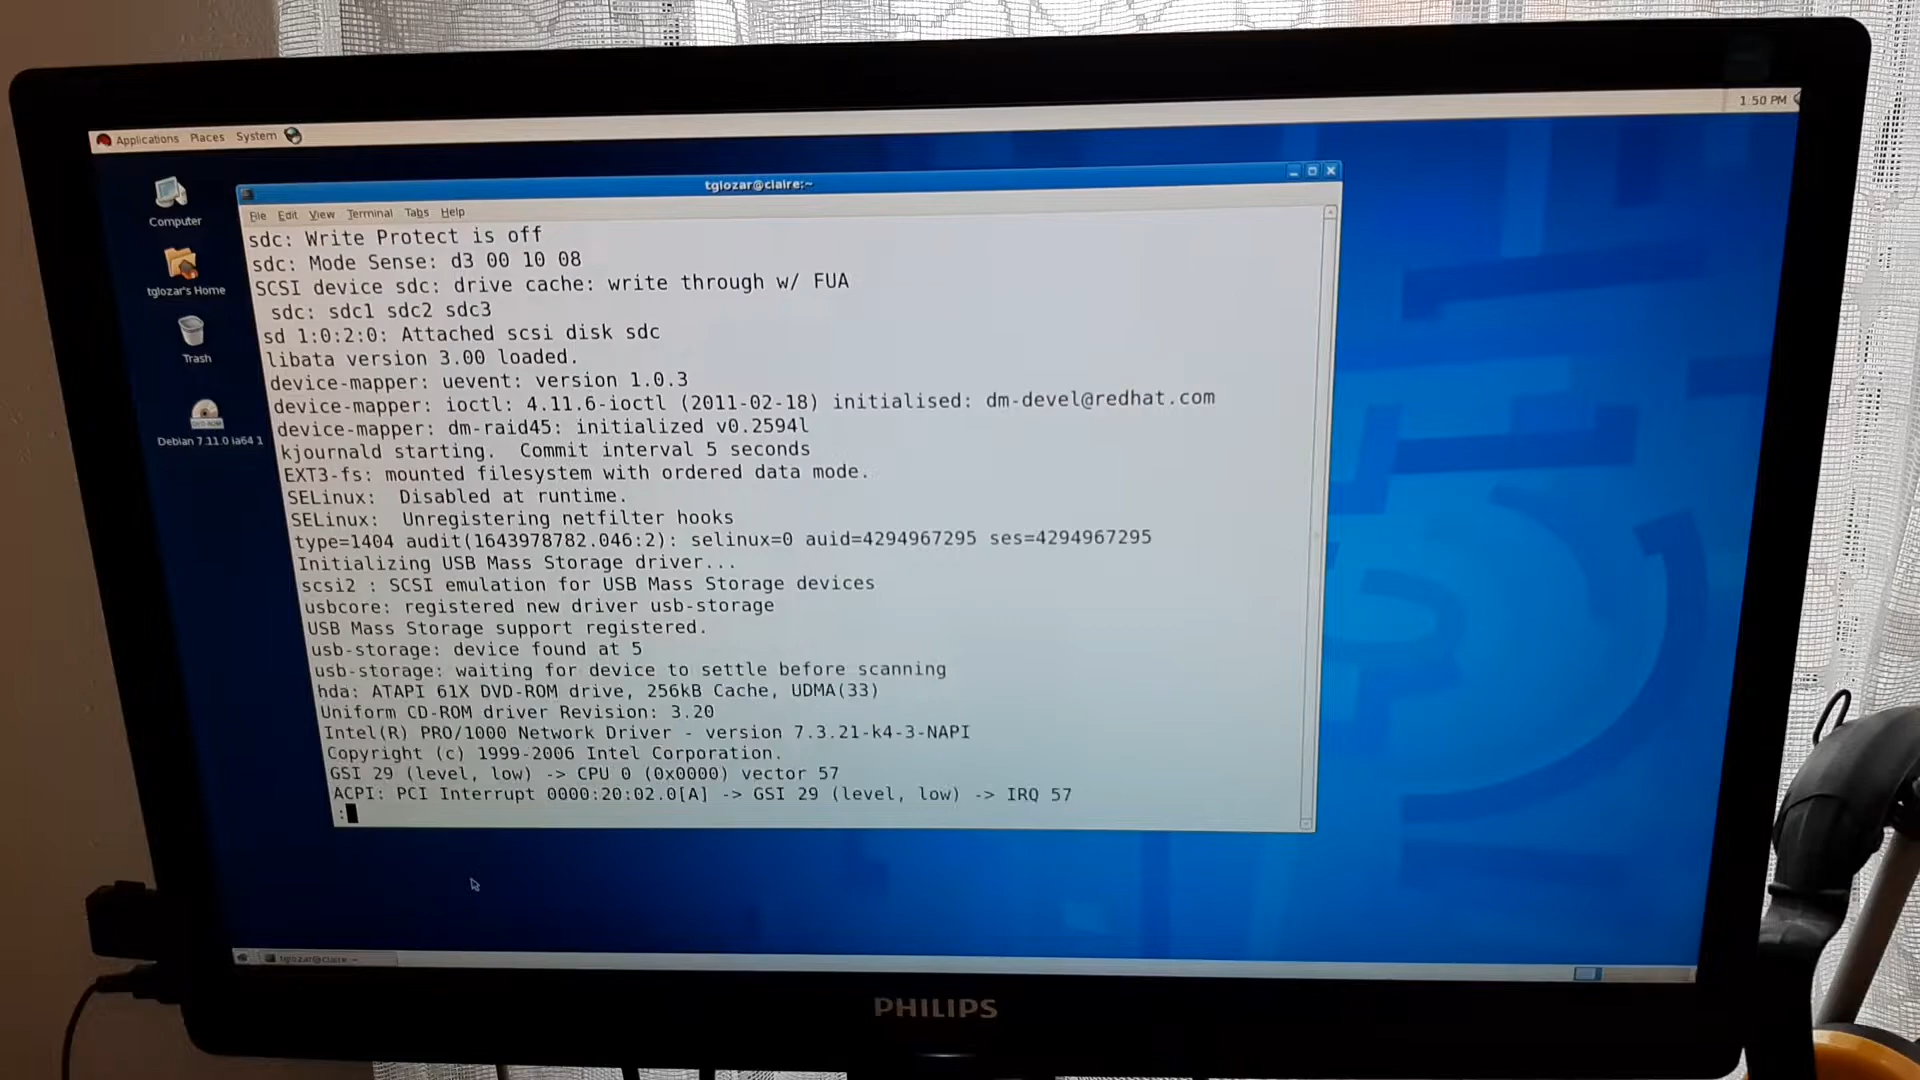 Applications Places System
1:50 PM
Computer
tglozar's Home
Trash
DVD-ROM
Debian 7.11.0 ia64 1
tglozar@claire:~
File Edit View Terminal Tabs Help
sdc: Write Protect is off
sdc: Mode Sense: d3 00 10 08
SCSI device sdc: drive cache: write through w/ FUA
sdc: sdc1 sdc2 sdc3
sd 1:0:2:0: Attached scsi disk sdc
libata version 3.00 loaded.
device-mapper: uevent: version 1.0.3
device-mapper: ioctl: 4.11.6-ioctl (2011-02-18) initialised: dm-devel@redhat.com
device-mapper: dm-raid45: initialized v0.2594l
kjournald starting.  Commit interval 5 seconds
EXT3-fs: mounted filesystem with ordered data mode.
SELinux:  Disabled at runtime.
SELinux:  Unregistering netfilter hooks
type=1404 audit(1643978782.046:2): selinux=0 auid=4294967295 ses=4294967295
Initializing USB Mass Storage driver...
scsi2 : SCSI emulation for USB Mass Storage devices
usbcore: registered new driver usb-storage
USB Mass Storage support registered.
usb-storage: device found at 5
usb-storage: waiting for device to settle before scanning
hda: ATAPI 61X DVD-ROM drive, 256kB Cache, UDMA(33)
Uniform CD-ROM driver Revision: 3.20
Intel(R) PRO/1000 Network Driver - version 7.3.21-k4-3-NAPI
Copyright (c) 1999-2006 Intel Corporation.
GSI 29 (level, low) -> CPU 0 (0x0000) vector 57
ACPI: PCI Interrupt 0000:20:02.0[A] -> GSI 29 (level, low) -> IRQ 57
:
tglozar@claire:~
PHILIPS